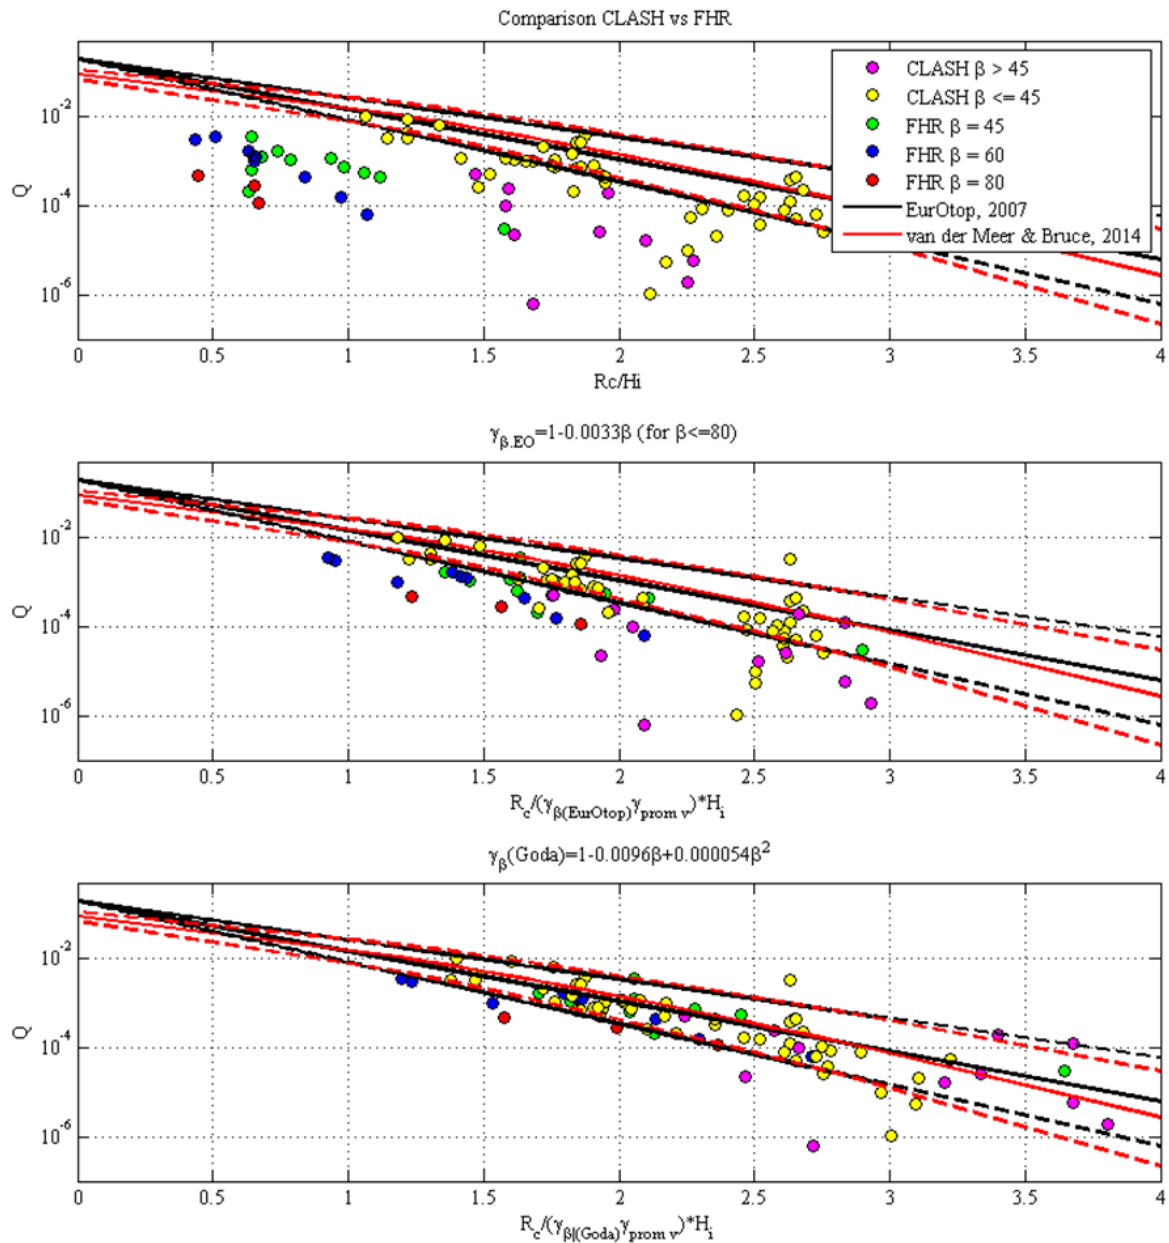 Comparison CLASH vs FHR
CLASH β > 45
CLASH β <= 45
FHR β = 45
FHR β = 60
FHR β = 80
EurOtop, 2007
van der Meer & Bruce, 2014
10⁻²
10⁻⁴
10⁻⁶
Q
0 0.5 1 1.5 2 2.5 3 3.5 4
Rc/Hi
γβ.EO=1-0.0033β (for β<=80)
10⁻²
10⁻⁴
10⁻⁶
Q
0 0.5 1 1.5 2 2.5 3 3.5 4
Rc/(γβ(EurOtop)γprom v)*Hi
γβ(Goda)=1-0.0096β+0.000054β²
10⁻²
10⁻⁴
10⁻⁶
Q
0 0.5 1 1.5 2 2.5 3 3.5 4
Rc/(γβ|(Goda)γprom v)*Hi